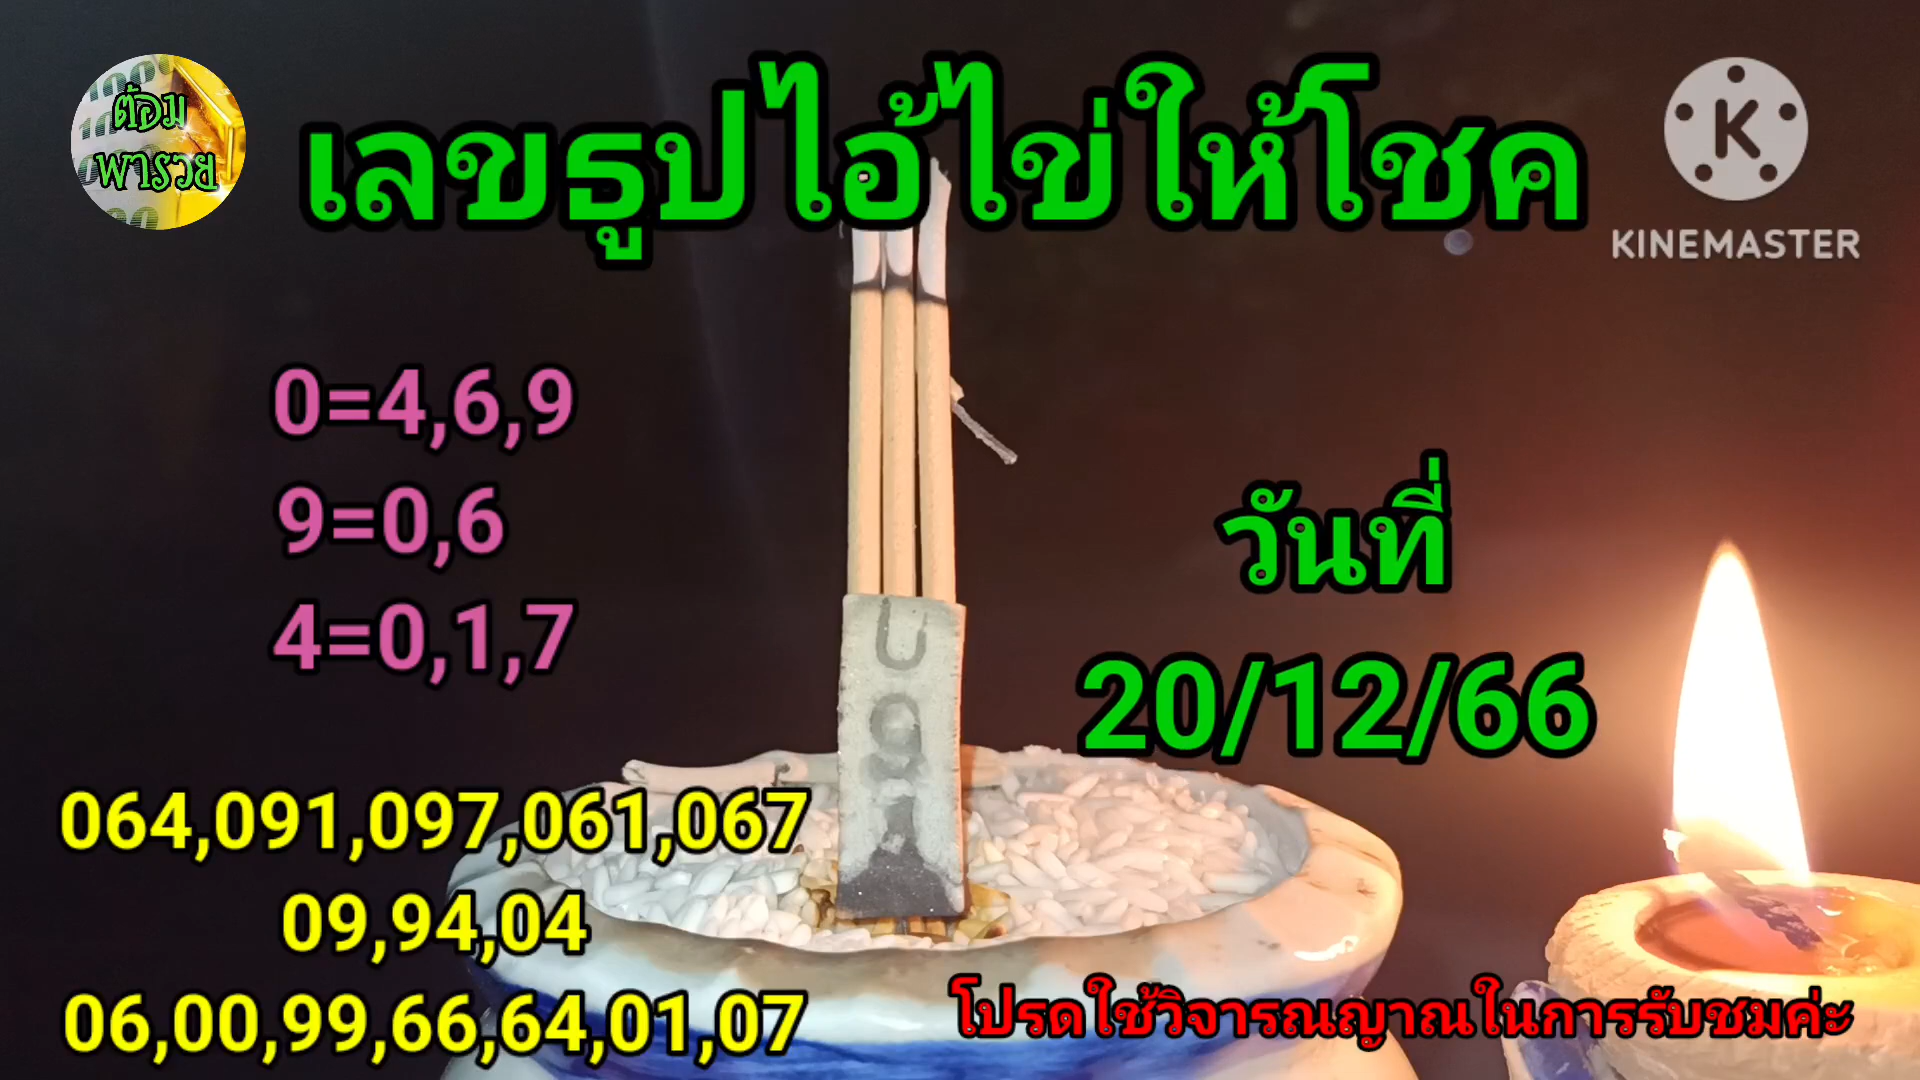 ต้อม
พารวย
เลขธูปไอ้ไข่ให้โชค
K
KINEMASTER
0=4,6,9
9=0,6
4=0,1,7
วันที่
20/12/66
064,091,097,061,067
09,94,04
06,00,99,66,64,01,07
โปรดใช้วิจารณญาณในการรับชมค่ะ